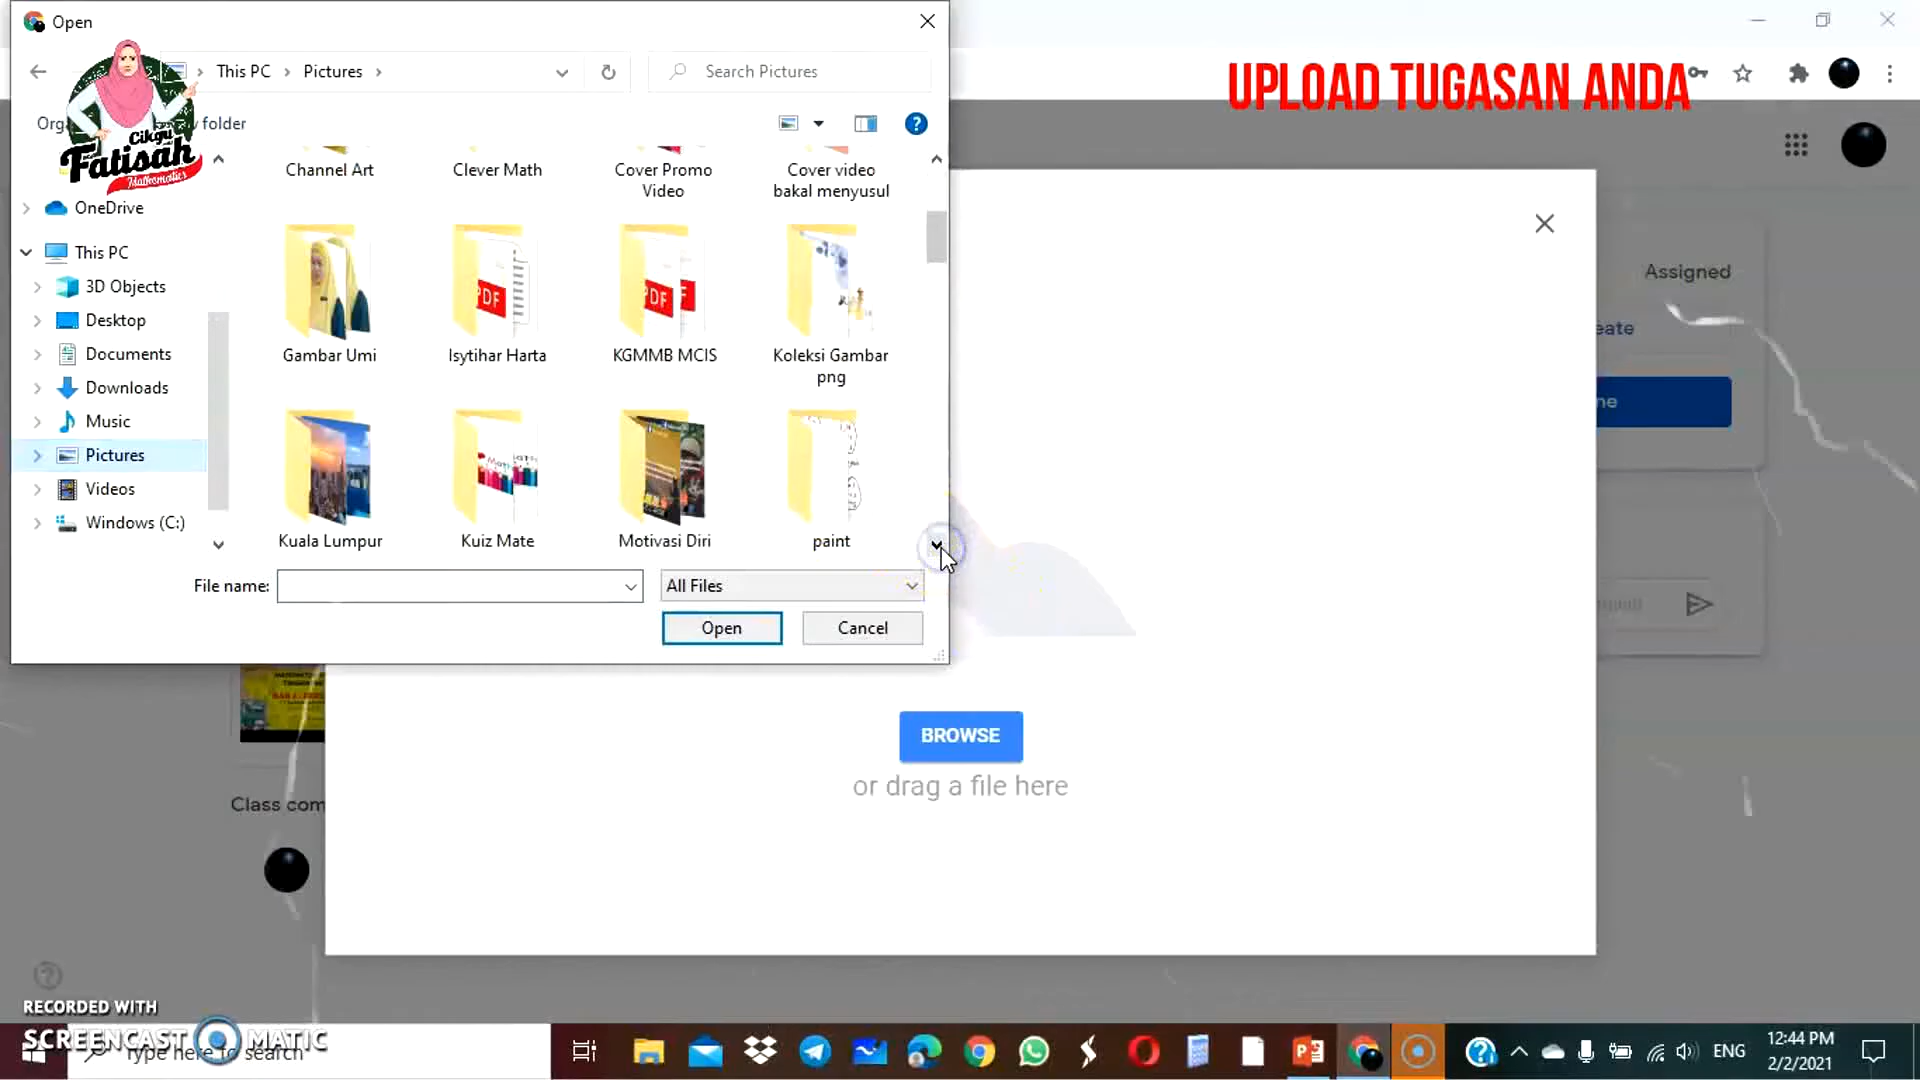 Open
This PC
Pictures
Search Pictures
UPLOAD TUGASAN ANDA
folder
Cikgu
Fatisah
Mathematics
Channel Art
Clever Math
Cover Promo
Video
Cover video
bakal menyusul
OneDrive
This PC
3D Objects
Desktop
Documents
Downloads
Music
Pictures
Videos
Windows (C:)
PDF
Gambar Umi
Isytihar Harta
KGMMB MCIS
Koleksi Gambar
png
Kuala Lumpur
Kuiz Mate
Motivasi Diri
paint
File name:
All Files
Open
Cancel
Assigned
BROWSE
or drag a file here
Class com
RECORDED WITH
SCREENCAST MATIC
Type here to search
ENG
12:44 PM
2/2/2021